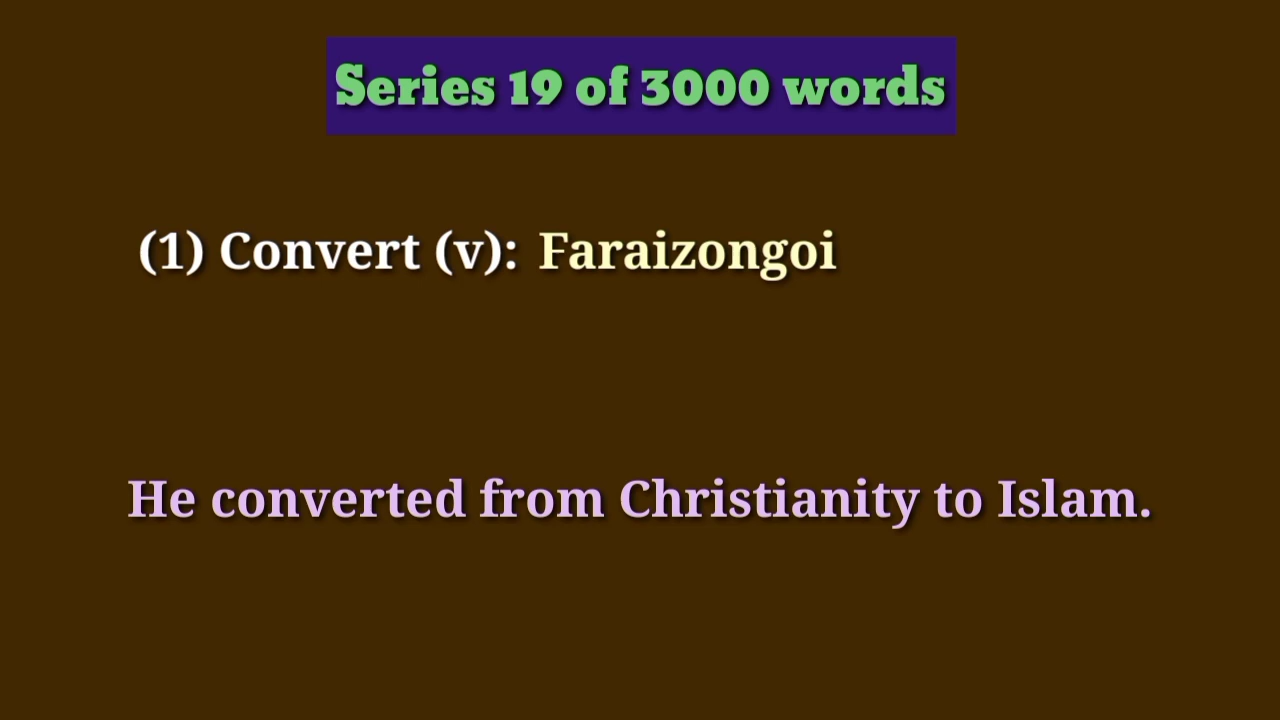 Series 19 of 3000 words
(1) Convert (v): Faraizongoi
He converted from Christianity to Islam.